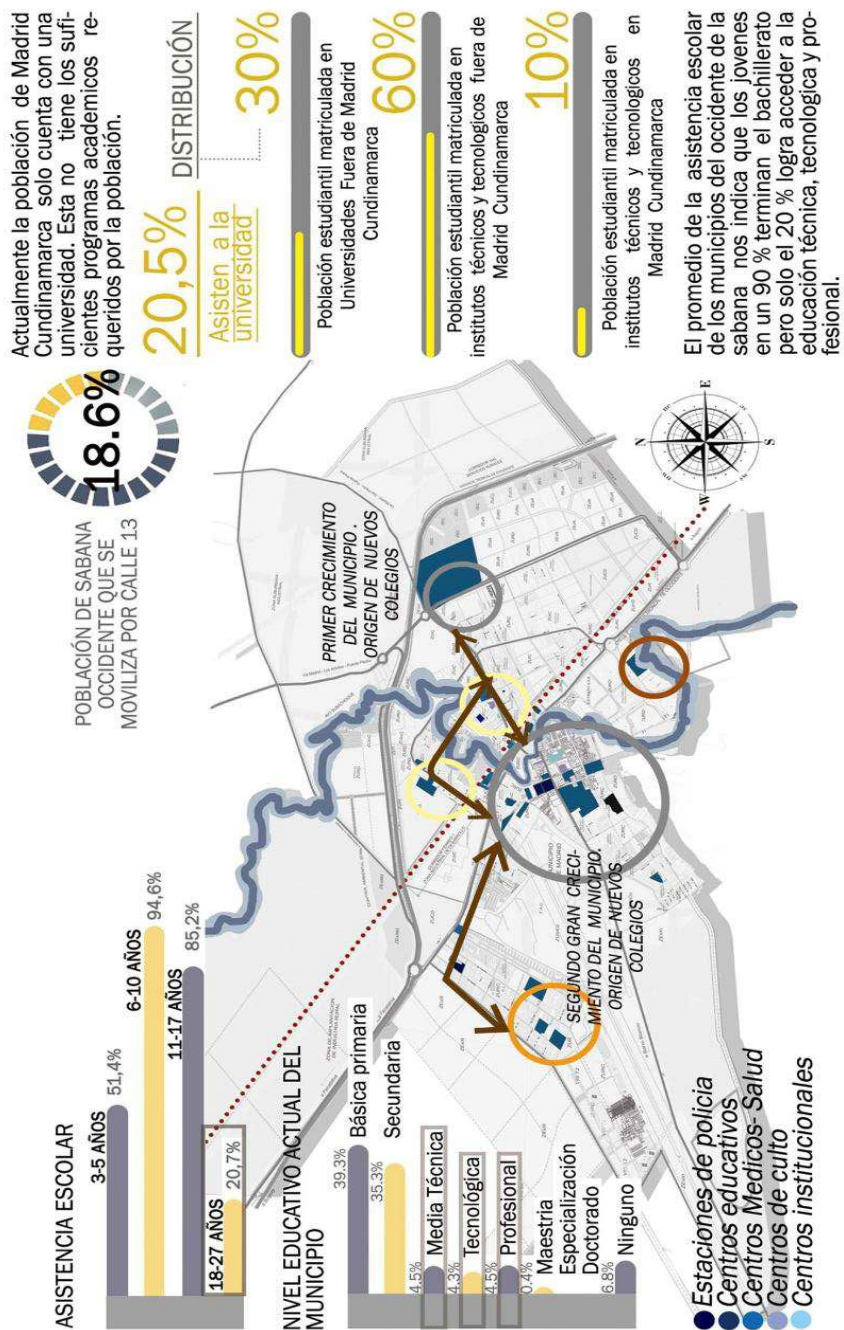 ASISTENCIA ESCOLAR
3-5 AÑOS
51,4%
6-10 AÑOS
94,6%
11-17 AÑOS
85,2%
18-27 AÑOS
20,7%
NIVEL EDUCATIVO ACTUAL DEL
MUNICIPIO
39.3%
Básica primaria
35.3%
Secundaria
4.5%
Media Técnica
4.3%
Tecnológica
4.5%
Profesional
0.4%
Maestria
Especialización
Doctorado
6.8%
Ninguno
Estaciones de policia
Centros educativos
Centros Medicos- Salud
Centros de culto
Centros institucionales
POBLACIÓN DE SABANA
OCCIDENTE QUE SE
MOVILIZA POR CALLE 13
18.6%
PRIMER CRECIMIENTO
DEL MUNICIPIO .
ORIGEN DE NUEVOS
COLEGIOS
SEGUNDO GRAN CRECI-
MIENTO DEL MUNICIPIO.
ORIGEN DE NUEVOS
COLEGIOS
N
E
S
W
Actualmente la población de Madrid
Cundinamarca solo cuenta con una
universidad. Esta no tiene los sufi-
cientes programas academicos re-
queridos por la población.
20,5%
Asisten a la
universidad
DISTRIBUCIÓN
30%
Población estudiantil matriculada en
Universidades Fuera de Madrid
Cundinamarca
60%
Población estudiantil matriculada en
institutos técnicos y tecnologicos fuera de
Madrid Cundinamarca
10%
Población estudiantil matriculada en
institutos técnicos y tecnologicos en
Madrid Cundinamarca
El promedio de la asistencia escolar
de los municipios del occidente de la
sabana nos indica que los jovenes
en un 90 % terminan el bachillerato
pero solo el 20 % logra acceder a la
educación técnica, tecnologica y pro-
fesional.